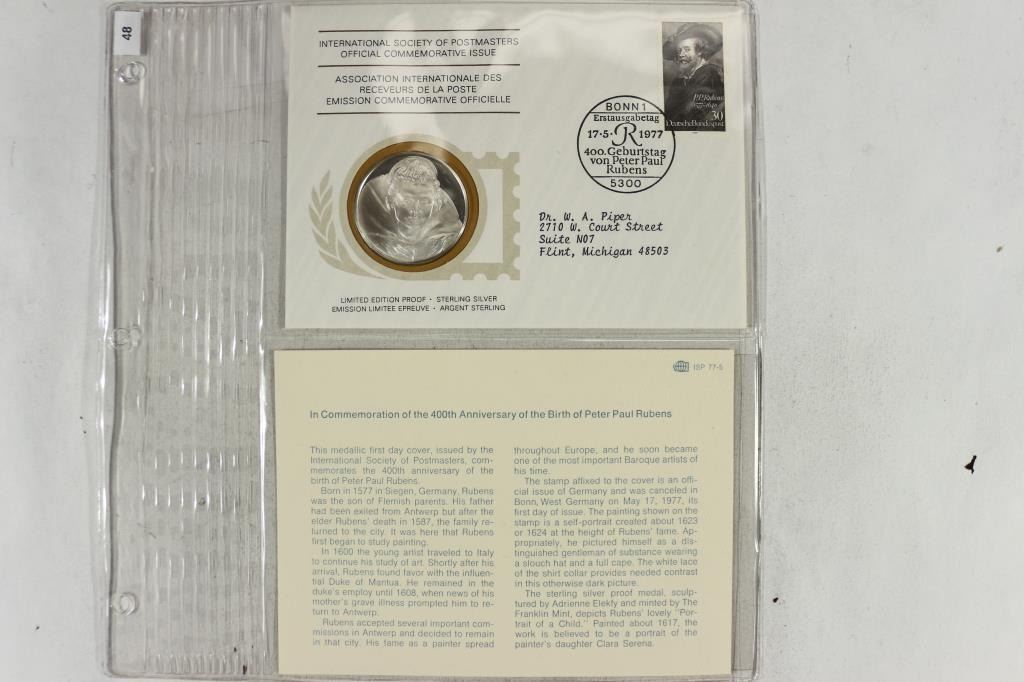 48
INTERNATIONAL SOCIETY OF POSTMASTERS
OFFICIAL COMMEMORATIVE ISSUE
ASSOCIATION INTERNATIONALE DES
RECEVEURS DE LA POSTE
EMISSION COMMEMORATIVE OFFICIELLE
P.P.Rubens
1577-1640
30
Deutsche Bundespost
BONN 1
Erstausgabetag
17·5·R 1977
400. Geburtstag
von Peter Paul
Rubens
5300
Dr. W. A. Piper
2710 W. Court Street
Suite N07
Flint, Michigan 48503
LIMITED EDITION PROOF · STERLING SILVER
EMISSION LIMITEE EPREUVE · ARGENT STERLING
ISP 77-5
In Commemoration of the 400th Anniversary of the Birth of Peter Paul Rubens
This medallic first day cover, issued by the
International Society of Postmasters, com-
memorates the 400th anniversary of the
birth of Peter Paul Rubens.
Born in 1577 in Siegen, Germany, Rubens
was the son of Flemish parents. His father
had been exiled from Antwerp but after the
elder Rubens' death in 1587, the family re-
turned to the city. It was here that Rubens
first began to study painting.
In 1600 the young artist traveled to Italy
to continue his study of art. Shortly after his
arrival, Rubens found favor with the influen-
tial Duke of Mantua. He remained in the
duke's employ until 1608, when news of his
mother's grave illness prompted him to re-
turn to Antwerp.
Rubens accepted several important com-
missions in Antwerp and decided to remain
in that city. His fame as a painter spread
throughout Europe, and he soon became
one of the most important Baroque artists of
his time.
The stamp affixed to the cover is an offi-
cial issue of Germany and was canceled in
Bonn, West Germany on May 17, 1977, its
first day of issue. The painting shown on the
stamp is a self-portrait created about 1623
or 1624 at the height of Rubens' fame. Ap-
propriately, he pictured himself as a dis-
tinguished gentleman of substance wearing
a slouch hat and a full cape. The white lace
of the shirt collar provides needed contrast
in this otherwise dark picture.
The sterling silver proof medal, sculp-
tured by Adrienne Elekfy and minted by The
Franklin Mint, depicts Rubens' lovely "Por-
trait of a Child." Painted about 1617, the
work is believed to be a portrait of the
painter's daughter Clara Serena.